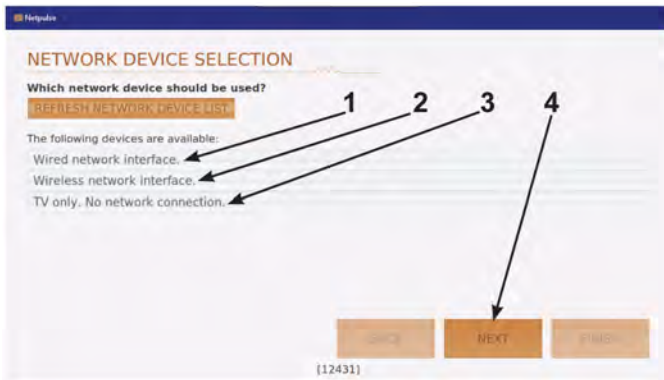 Netpulse
NETWORK DEVICE SELECTION
Which network device should be used?
REFRESH NETWORK DEVICE LIST
1 2 3 4
The following devices are available:
Wired network interface.
Wireless network interface.
TV only. No network connection.
BACK NEXT FINISH
(12431)